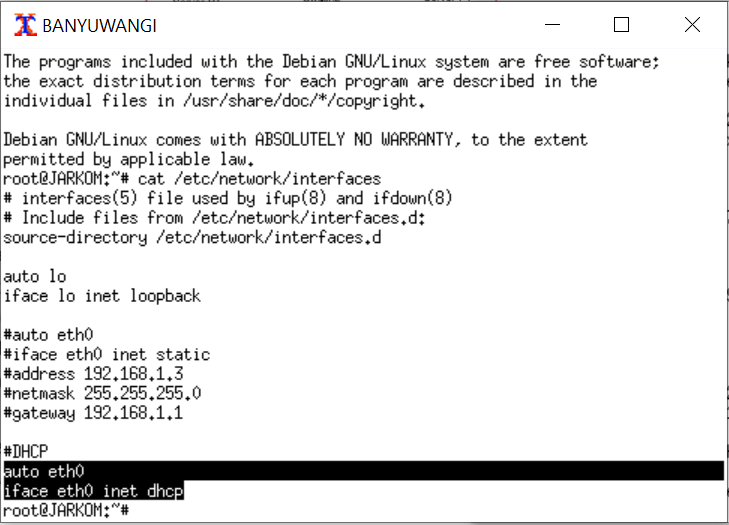 BANYUWANGI
The programs included with the Debian GNU/Linux system are free software;
the exact distribution terms for each program are described in the
individual files in /usr/share/doc/*/copyright.
Debian GNU/Linux comes with ABSOLUTELY NO WARRANTY, to the extent
permitted by applicable law.
root@JARKOM:~# cat /etc/network/interfaces
# interfaces(5) file used by ifup(8) and ifdown(8)
# Include files from /etc/network/interfaces.d:
source-directory /etc/network/interfaces.d
auto lo
iface lo inet loopback
#auto eth0
#iface eth0 inet static
#address 192.168.1.3
#netmask 255.255.255.0
#gateway 192.168.1.1
#DHCP
auto eth0
iface eth0 inet dhcp
root@JARKOM:~#